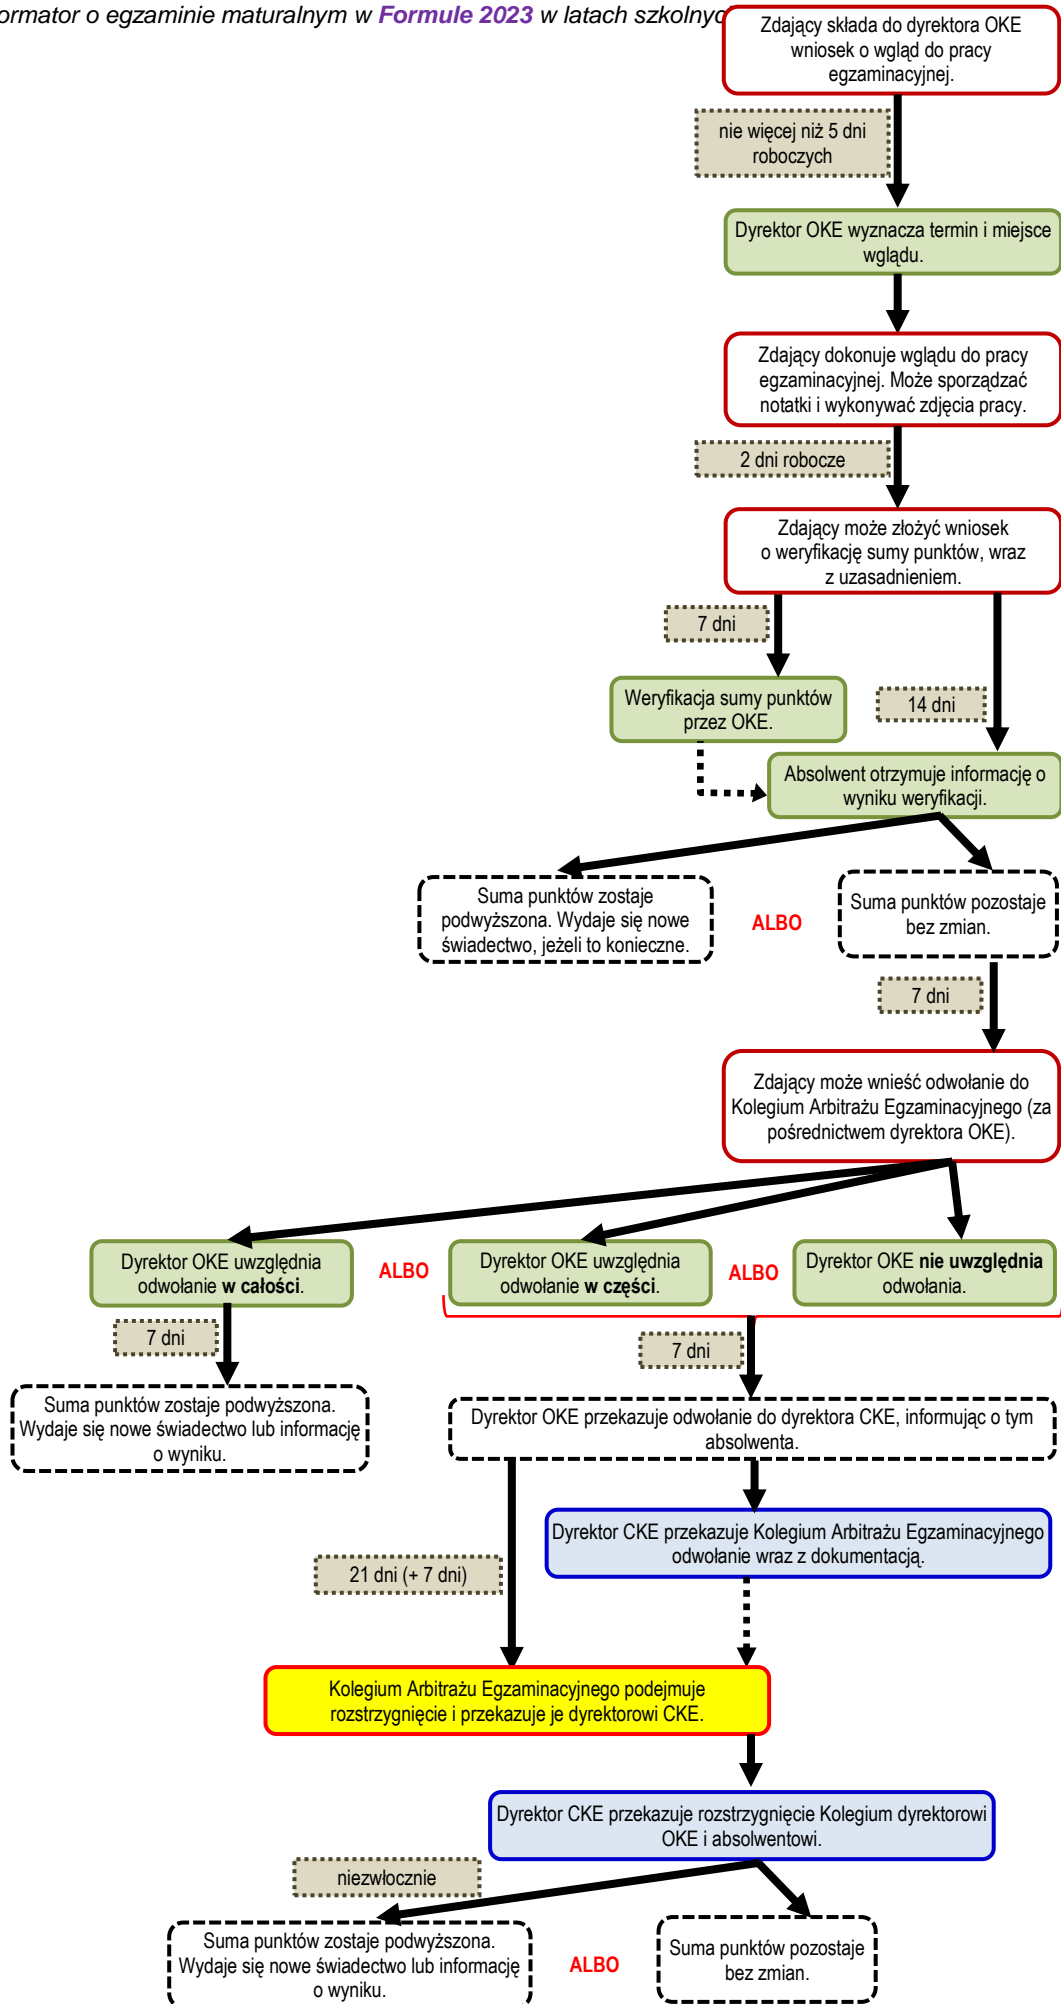 ormator o egzaminie maturalnym w Formule 2023 w latach szkolnyc
Zdający składa do dyrektora OKE
wniosek o wgląd do pracy
egzaminacyjnej.
nie więcej niż 5 dni
roboczych
Dyrektor OKE wyznacza termin i miejsce
wglądu.
Zdający dokonuje wglądu do pracy
egzaminacyjnej. Może sporządzać
notatki i wykonywać zdjęcia pracy.
2 dni robocze
Zdający może złożyć wniosek
o weryfikację sumy punktów, wraz
z uzasadnieniem.
7 dni
Weryfikacja sumy punktów
przez OKE.
14 dni
Absolwent otrzymuje informację o
wyniku weryfikacji.
Suma punktów zostaje
podwyższona. Wydaje się nowe
świadectwo, jeżeli to konieczne.
ALBO
Suma punktów pozostaje
bez zmian.
7 dni
Zdający może wnieść odwołanie do
Kolegium Arbitrażu Egzaminacyjnego (za
pośrednictwem dyrektora OKE).
Dyrektor OKE uwzględnia
odwołanie w całości.
ALBO
Dyrektor OKE uwzględnia
odwołanie w części.
ALBO
Dyrektor OKE nie uwzględnia
odwołania.
7 dni
7 dni
Suma punktów zostaje podwyższona.
Wydaje się nowe świadectwo lub informację
o wyniku.
Dyrektor OKE przekazuje odwołanie do dyrektora CKE, informując o tym
absolwenta.
Dyrektor CKE przekazuje Kolegium Arbitrażu Egzaminacyjnego
odwołanie wraz z dokumentacją.
21 dni (+ 7 dni)
Kolegium Arbitrażu Egzaminacyjnego podejmuje
rozstrzygnięcie i przekazuje je dyrektorowi CKE.
Dyrektor CKE przekazuje rozstrzygnięcie Kolegium dyrektorowi
OKE i absolwentowi.
niezwłocznie
Suma punktów zostaje podwyższona.
Wydaje się nowe świadectwo lub informację
o wyniku.
ALBO
Suma punktów pozostaje
bez zmian.